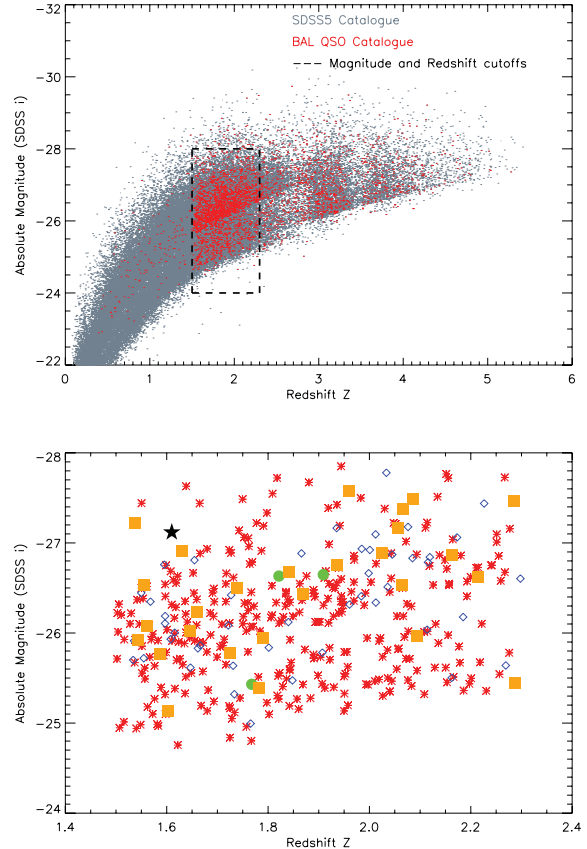 SDSS5 Catalogue
BAL QSO Catalogue
Magnitude and Redshift cutoffs
Absolute Magnitude (SDSS i)
-32
-30
-28
-26
-24
-22
0 1 2 3 4 5 6
Redshift Z
Absolute Magnitude (SDSS i)
-28
-27
-26
-25
-24
1.4 1.6 1.8 2.0 2.2 2.4
Redshift Z